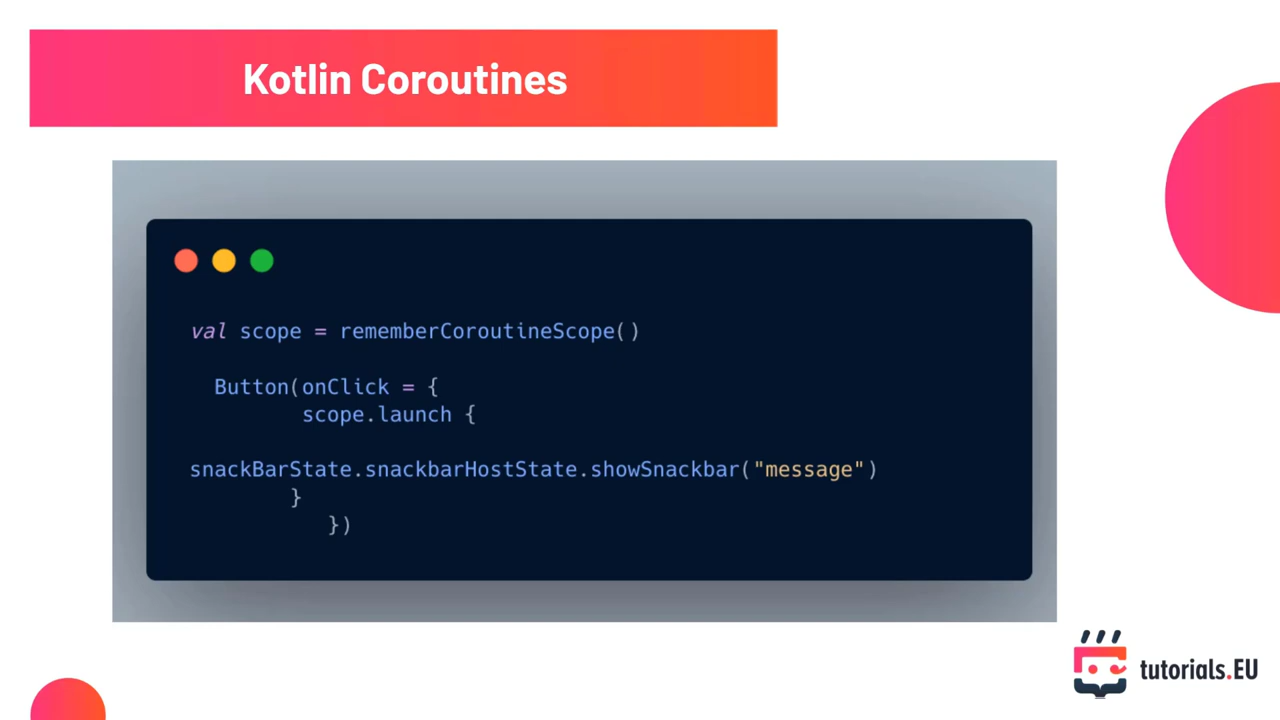 Kotlin Coroutines
val scope = rememberCoroutineScope()
Button(onClick = {
scope.launch {
snackBarState.snackbarHostState.showSnackbar("message")
}
})
tutorials.EU